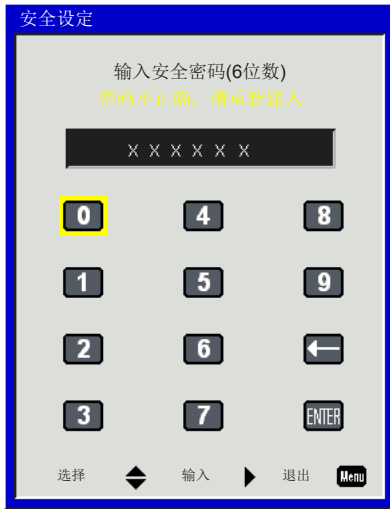 安全设定
输入安全密码(6位数)
密码不正确，请重新输入
X X X X X X
0 4 8
1 5 9
2 6
3 7 ENTER
选择 输入 退出 Menu